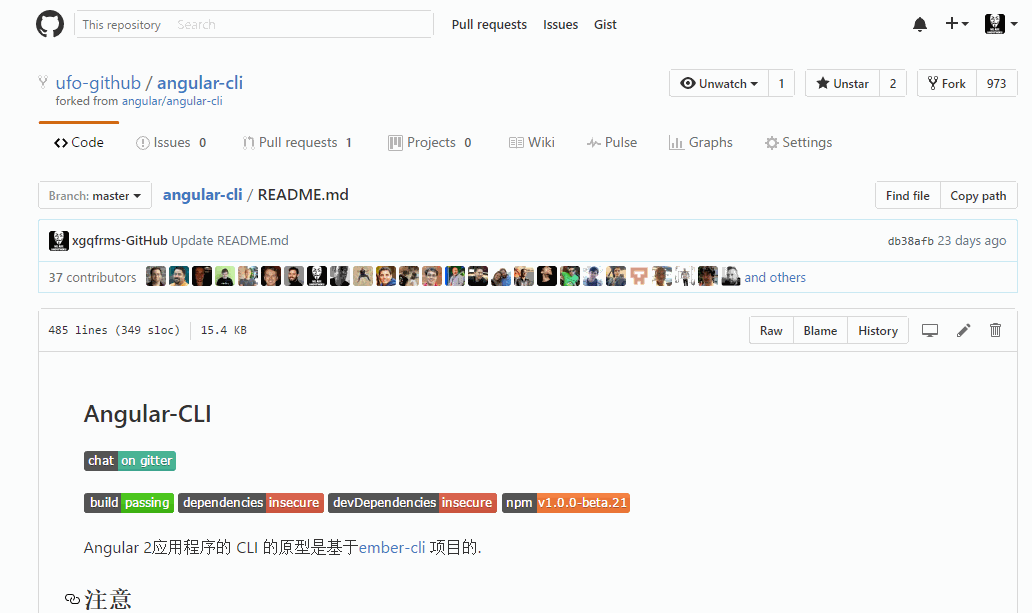 This repository Search Pull requests Issues Gist
ufo-github / angular-cli Unwatch 1 Unstar 2 Fork 973
forked from angular/angular-cli
Code Issues 0 Pull requests 1 Projects 0 Wiki Pulse Graphs Settings
Branch: master angular-cli / README.md Find file Copy path
xgqfrms-GitHub Update README.md db38afb 23 days ago
37 contributors and others
485 lines (349 sloc) 15.4 KB Raw Blame History
Angular-CLI
chat on gitter
build passing dependencies insecure devDependencies insecure npm v1.0.0-beta.21
Angular 2应用程序的 CLI 的原型是基于ember-cli 项目的.
注意